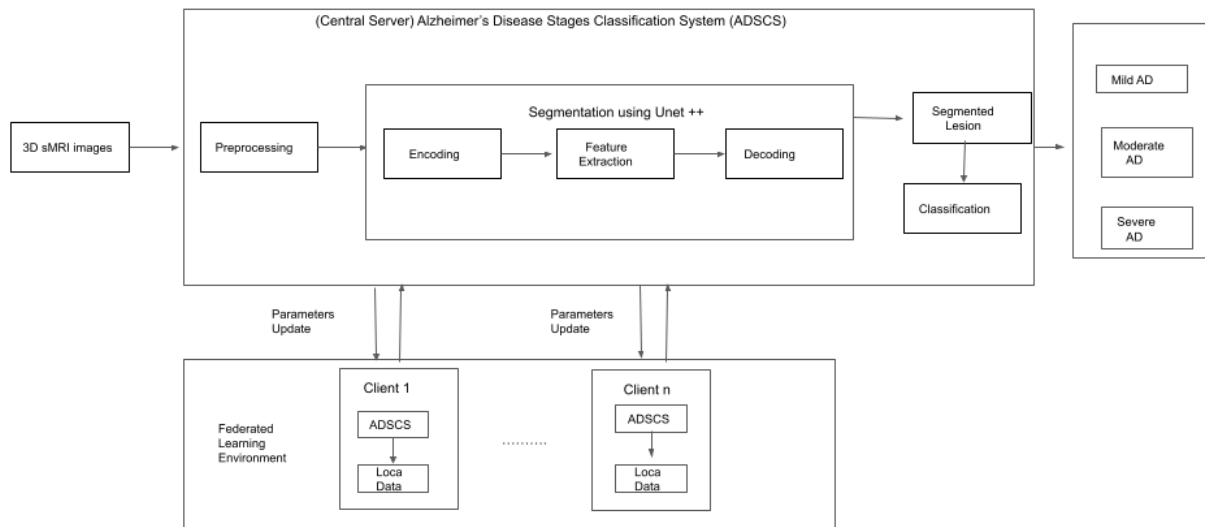 (Central Server) Alzheimer's Disease Stages Classification System (ADSCS)
3D sMRI images
Preprocessing
Segmentation using Unet ++
Encoding
Feature
Extraction
Decoding
Segmented
Lesion
Classification
Mild AD
Moderate
AD
Severe
AD
Parameters
Update
Parameters
Update
Federated
Learning
Environment
Client 1
ADSCS
Loca
Data
..........
Client n
ADSCS
Loca
Data